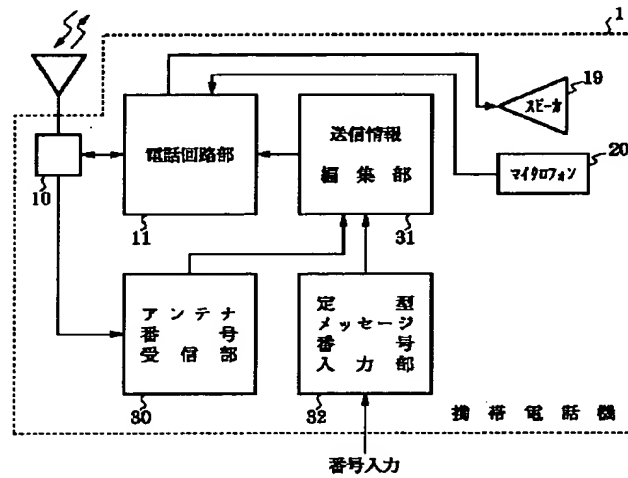 1
スピーカ
19
電話回路部
送信情報
編集部
マイクロフォン
20
10
11
31
アンテナ
番号
受信部
定型
メッセージ
番号
入力部
30
32
携帯電話機
番号入力